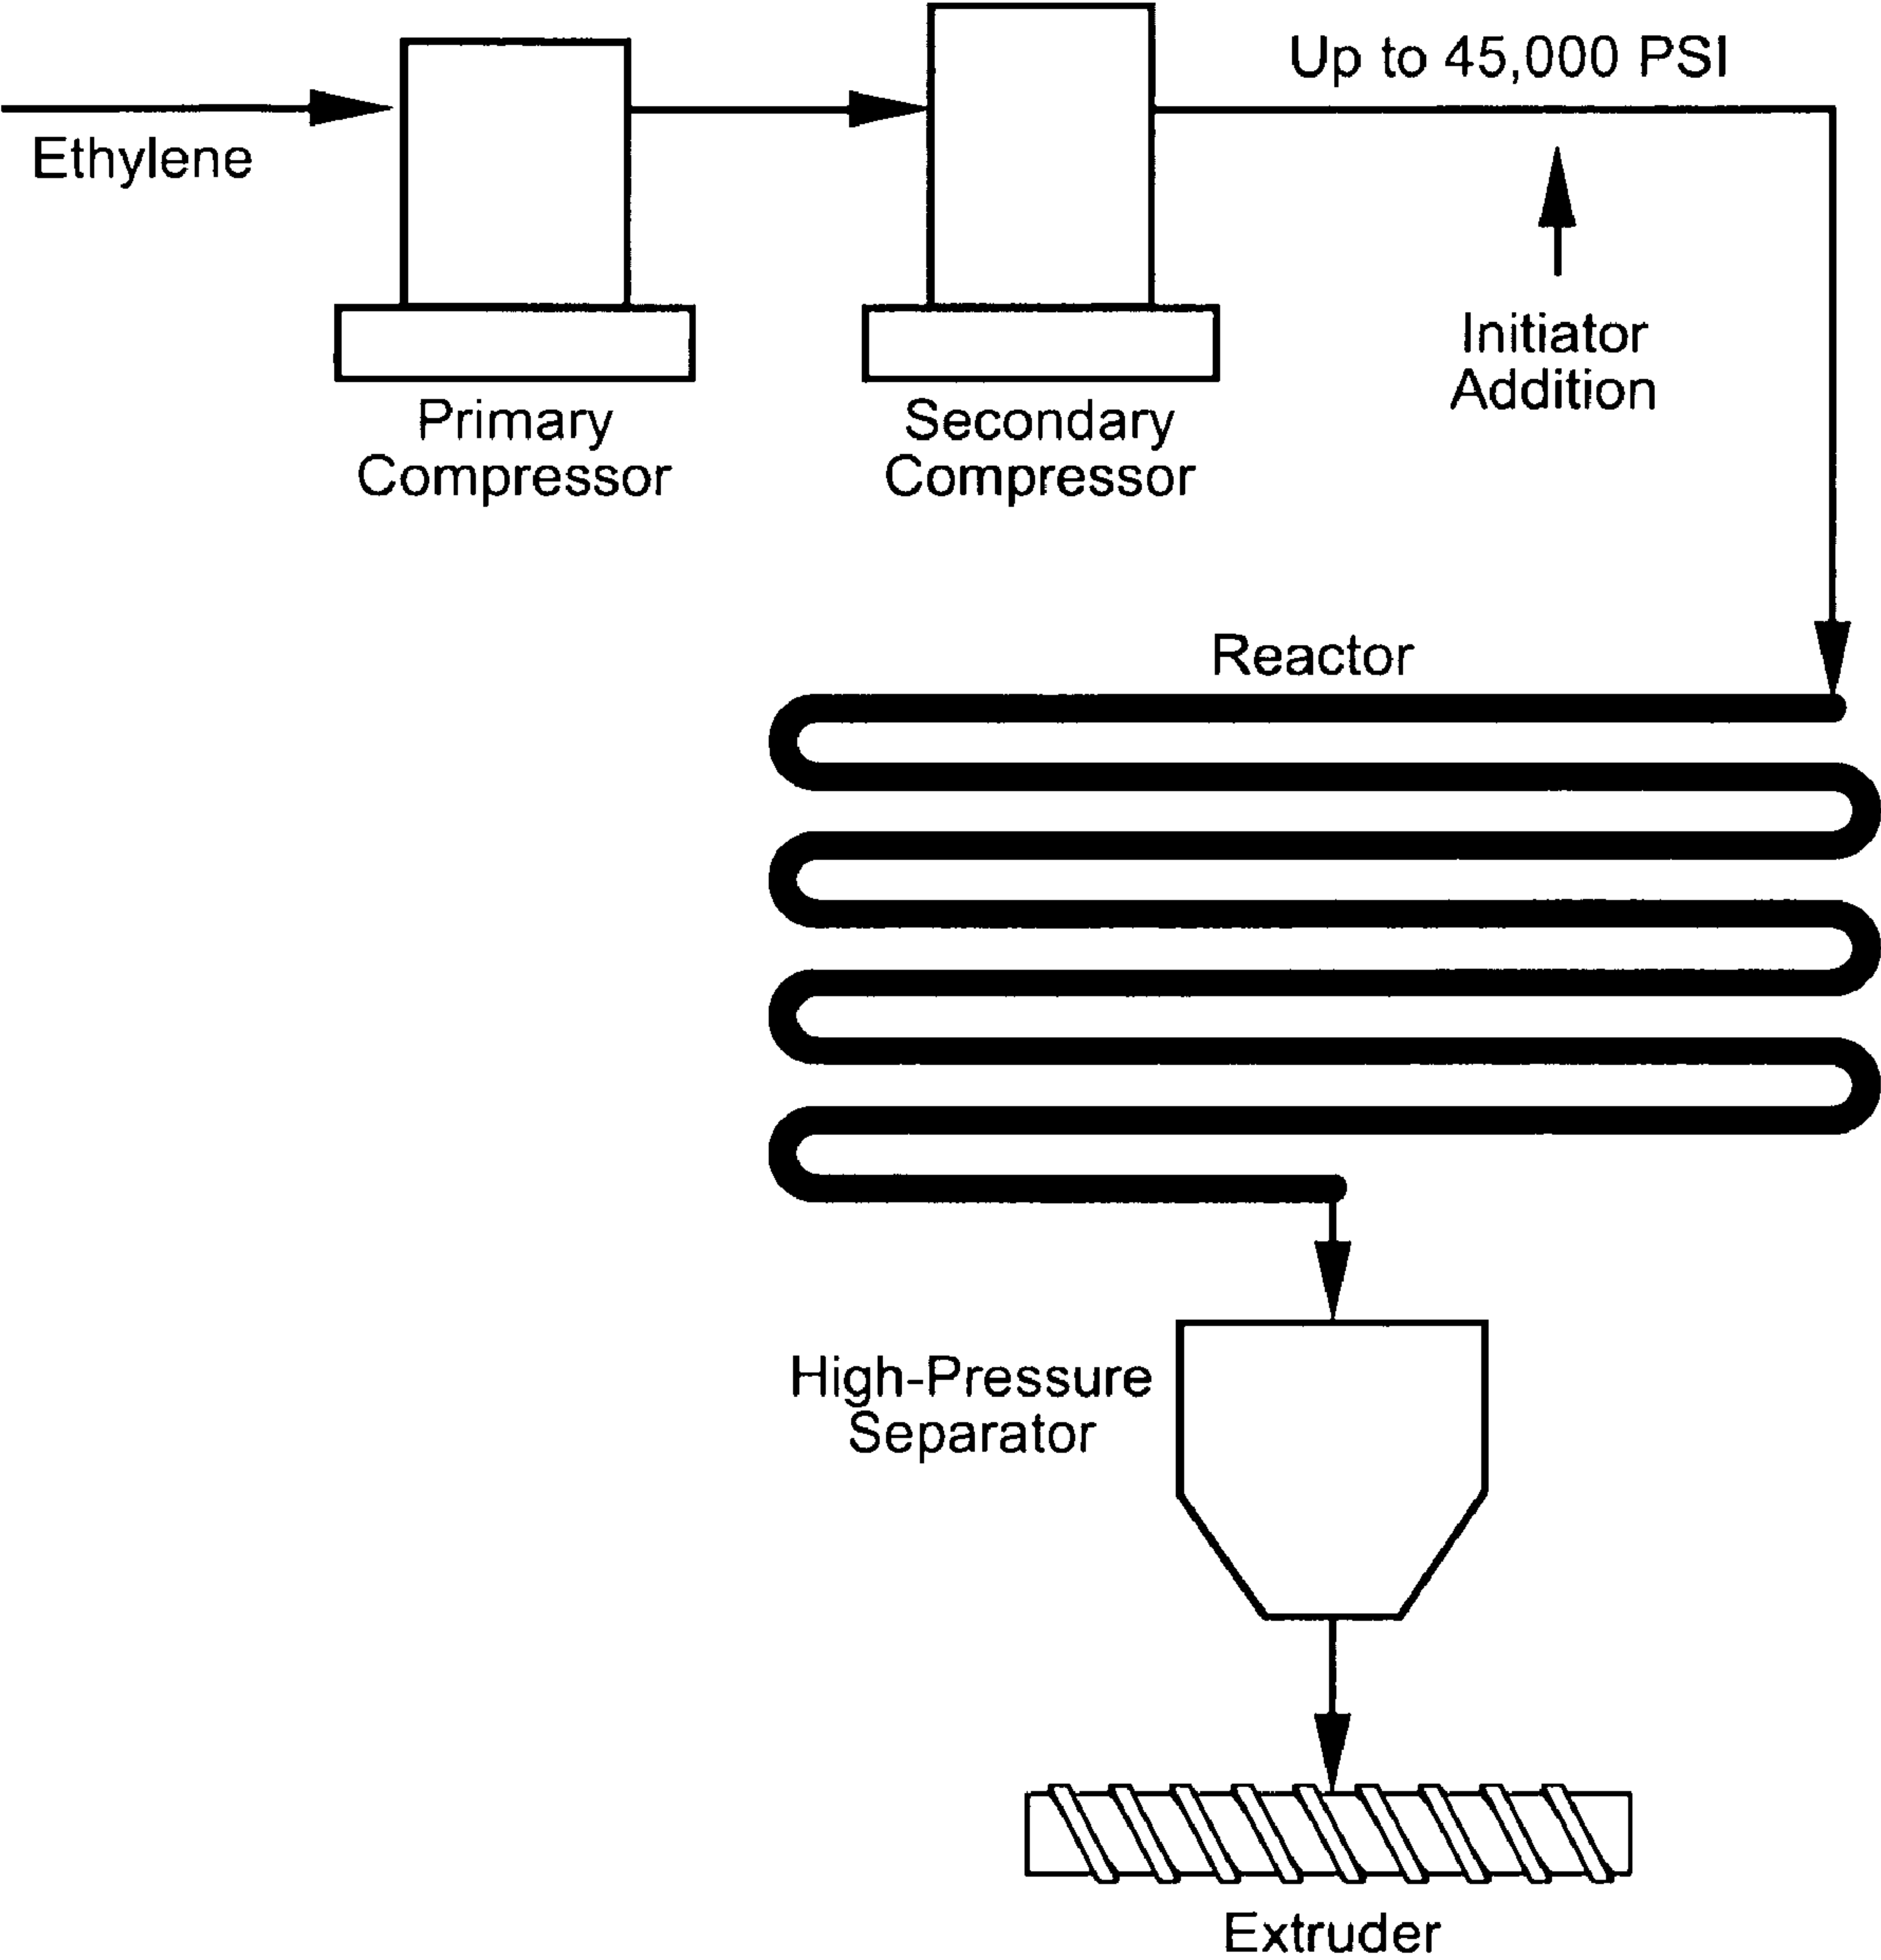 Up to 45,000 PSI
Ethylene
Initiator
Addition
Primary
Compressor
Secondary
Compressor
Reactor
High-Pressure
Separator
Extruder